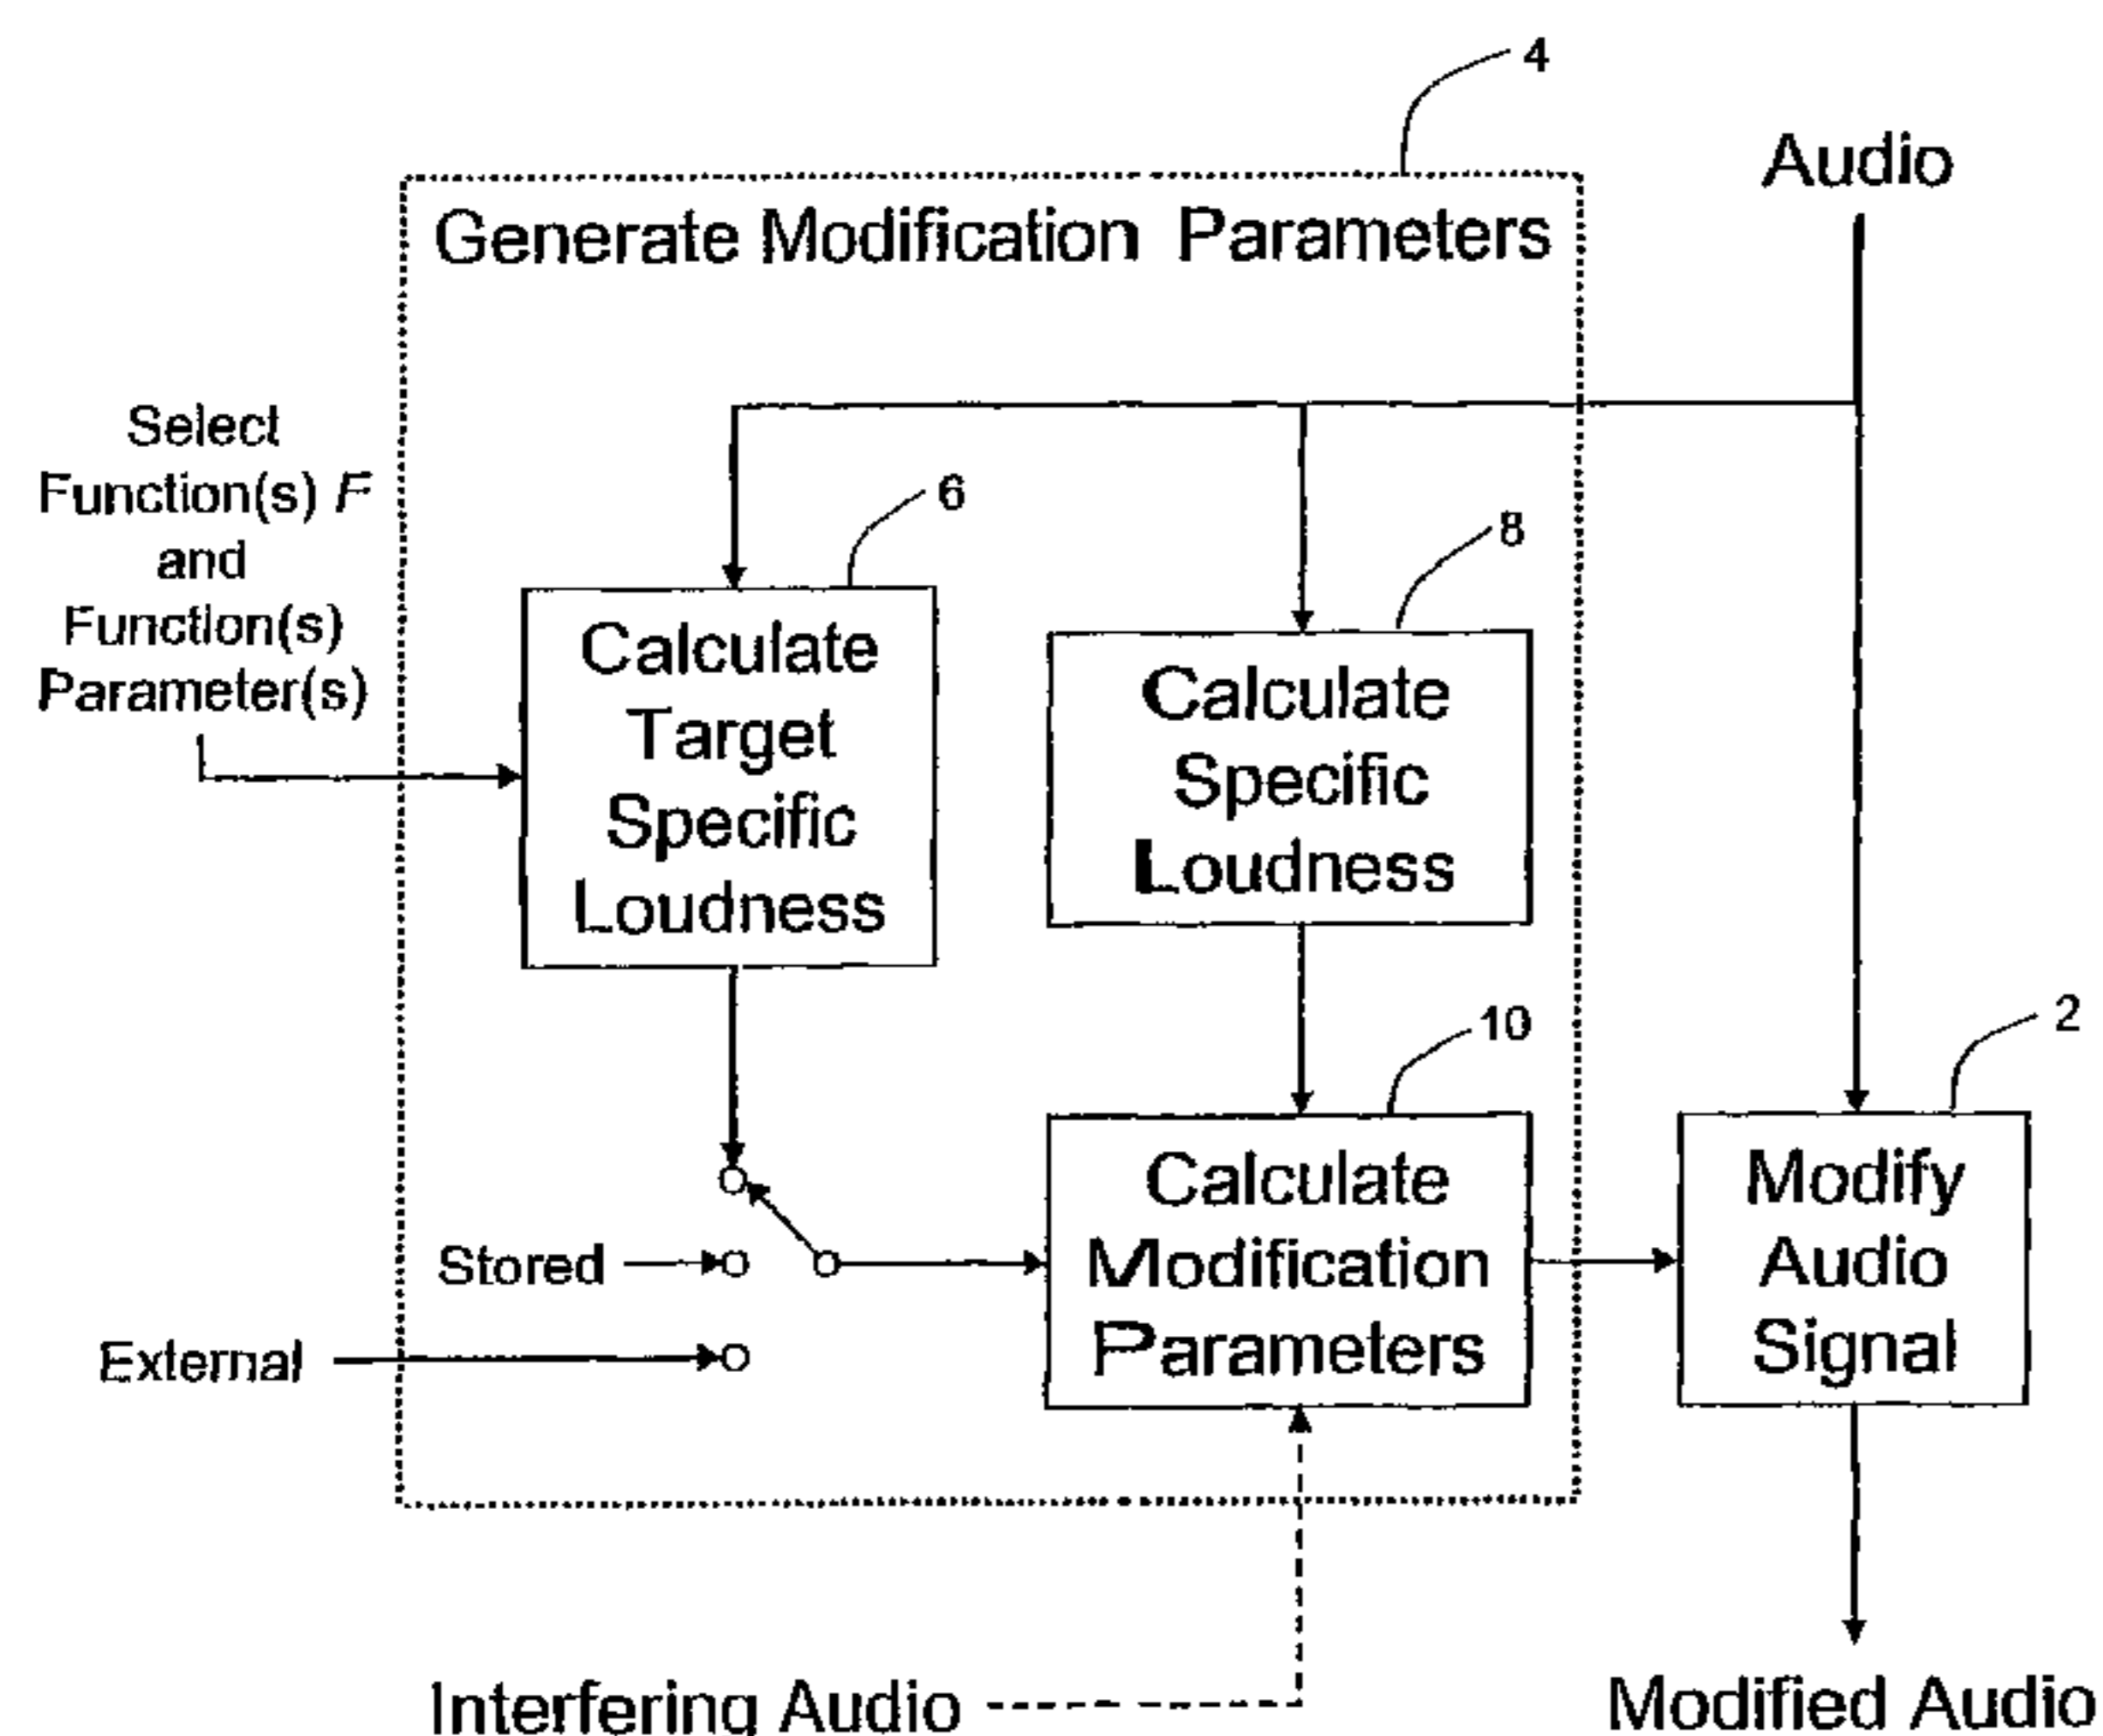 4
Audio
Generate Modification Parameters
Select
Function(s) F
and
Function(s)
Parameter(s)
6
8
Calculate
Target
Specific
Loudness
Calculate
Specific
Loudness
10
2
Stored
External
Calculate
Modification
Parameters
Modify
Audio
Signal
Interfering Audio
Modified Audio